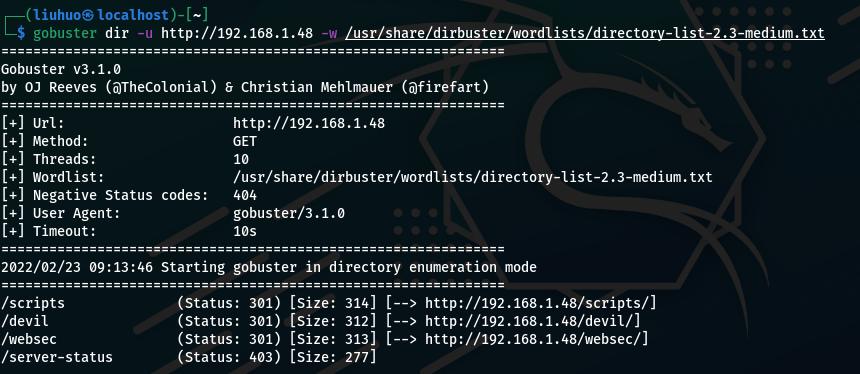 ┌──(liuhuo㉿localhost)-[~]
└─$ gobuster dir -u http://192.168.1.48 -w /usr/share/dirbuster/wordlists/directory-list-2.3-medium.txt
===============================================================
Gobuster v3.1.0
by OJ Reeves (@TheColonial) & Christian Mehlmauer (@firefart)
===============================================================
[+] Url:                     http://192.168.1.48
[+] Method:                  GET
[+] Threads:                 10
[+] Wordlist:                /usr/share/dirbuster/wordlists/directory-list-2.3-medium.txt
[+] Negative Status codes:   404
[+] User Agent:              gobuster/3.1.0
[+] Timeout:                 10s
===============================================================
2022/02/23 09:13:46 Starting gobuster in directory enumeration mode
===============================================================
/scripts              (Status: 301) [Size: 314] [--> http://192.168.1.48/scripts/]
/devil                (Status: 301) [Size: 312] [--> http://192.168.1.48/devil/]
/websec               (Status: 301) [Size: 313] [--> http://192.168.1.48/websec/]
/server-status        (Status: 403) [Size: 277]